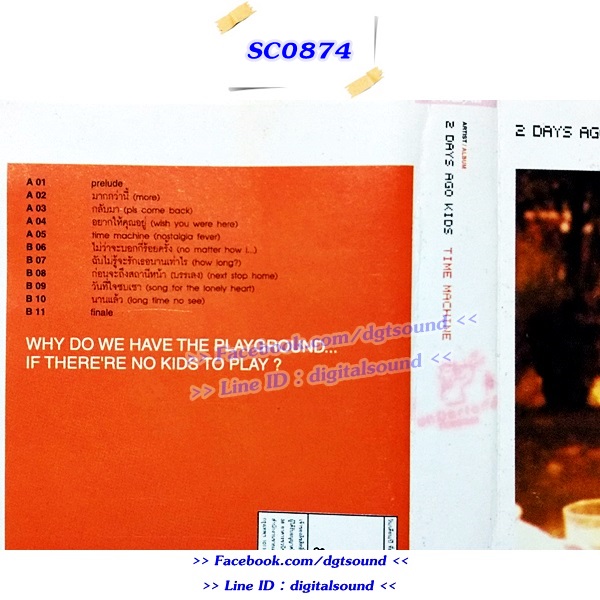 SC0874
A 01 prelude
A 02 มากกว่านี้ (more)
A 03 กลับมา (pls come back)
A 04 อยากให้คุณอยู่ (wish you were here)
A 05 time machine (nostalgia fever)
B 06 ไม่ว่าจะบอกกี่ร้อยครั้ง (no matter how i...)
B 07 ฉันไม่รู้จะรักเธอนานเท่าไร (how long?)
B 08 ก่อนจะถึงสถานีหน้า (บรรเลง) (next stop home)
B 09 วันที่ใจซบเซา (song for the lonely heart)
B 10 นานแล้ว (long time no see)
B 11 finale
WHY DO WE HAVE THE PLAYGROUND...
IF THERE'RE NO KIDS TO PLAY ?
ARTIST / ALBUM
2 DAYS AGO KIDS TIME MACHINE
2 DAYS AG
>> Facebook.com/dgtsound <<
>> Line ID : digitalsound <<
>> Facebook.com/dgtsound <<
>> Line ID : digitalsound <<